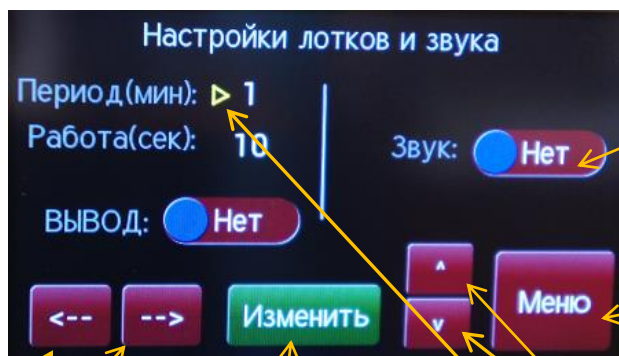 Настройки лотков и звука
Период(мин): 1
Работа(сек): 10
Звук: Нет
ВЫВОД: Нет
<-- --> Изменить ^ v Меню